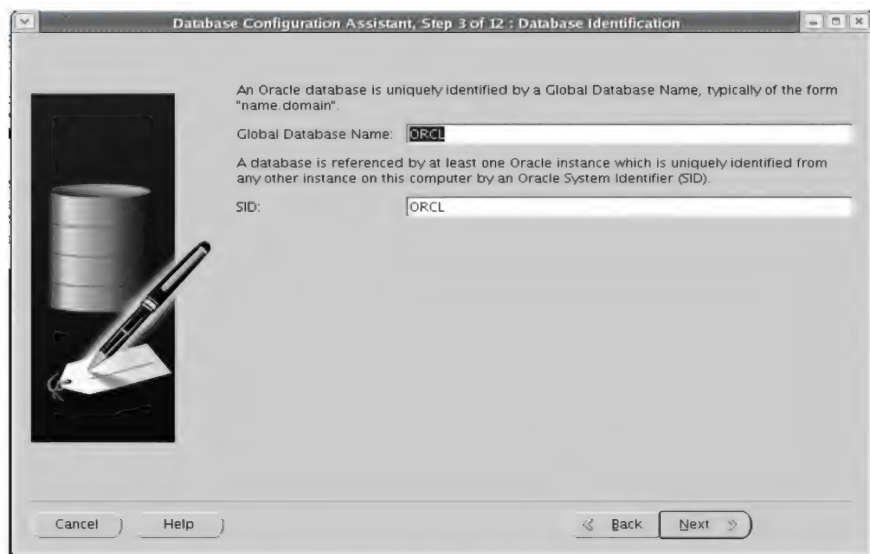 Database Configuration Assistant, Step 3 of 12 : Database Identification
An Oracle database is uniquely identified by a Global Database Name, typically of the form
"name.domain".
Global Database Name: ORCL
A database is referenced by at least one Oracle instance which is uniquely identified from
any other instance on this computer by an Oracle System Identifier (SID).
SID: ORCL
Cancel Help Back Next